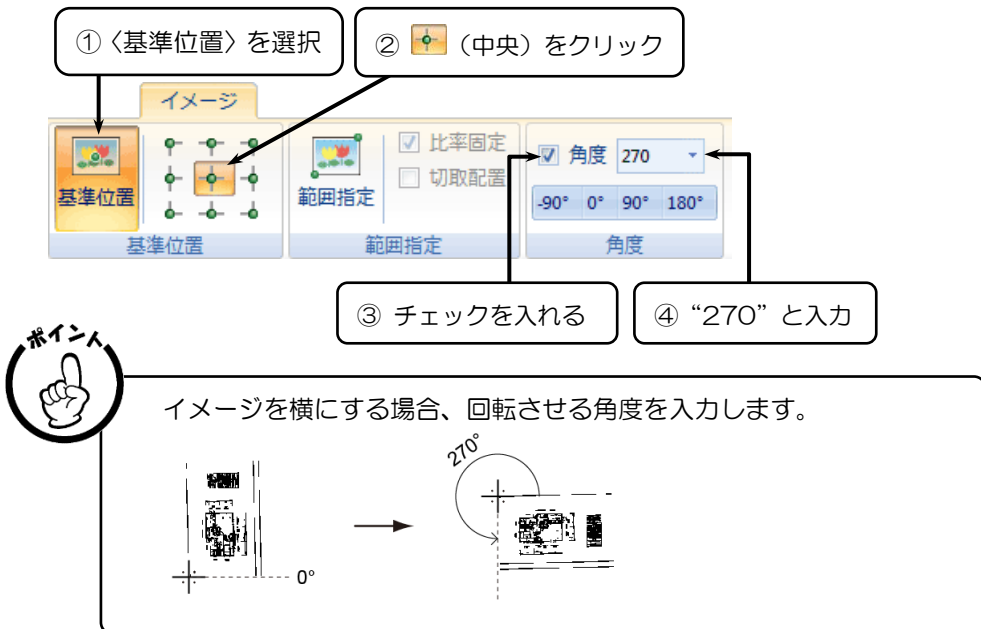 ①〈基準位置〉を選択
② （中央）をクリック
イメージ
基準位置
比率固定
切取配置
範囲指定
角度 270
-90° 0° 90° 180°
基準位置
範囲指定
角度
③ チェックを入れる
④ “270”と入力
ポイント
イメージを横にする場合、回転させる角度を入力します。
270°
0°